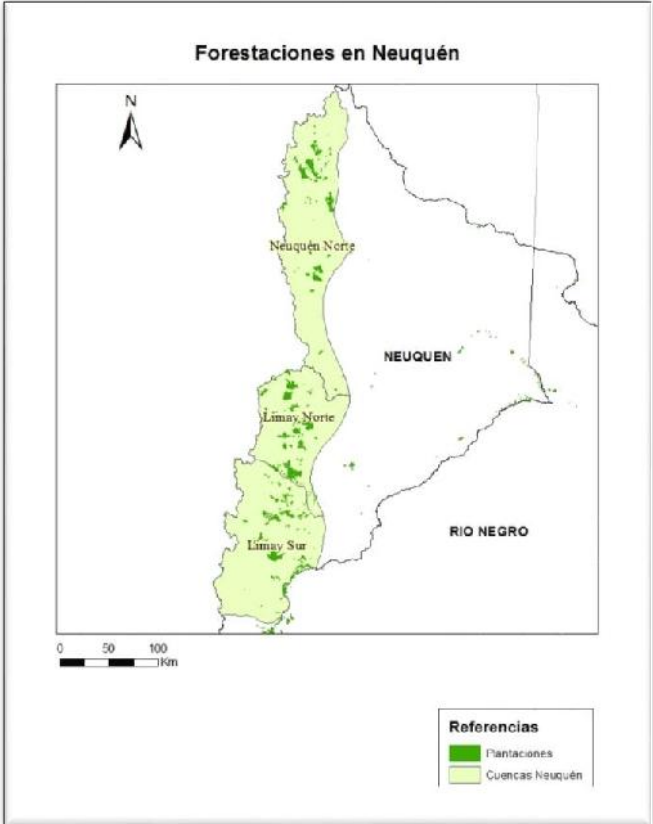 Forestaciones en Neuquén
N
Neuquén Norte
NEUQUEN
Limay Norte
RIO NEGRO
Limay Sur
0 50 100
Km
Referencias
Plantaciones
Cuencas Neuquén